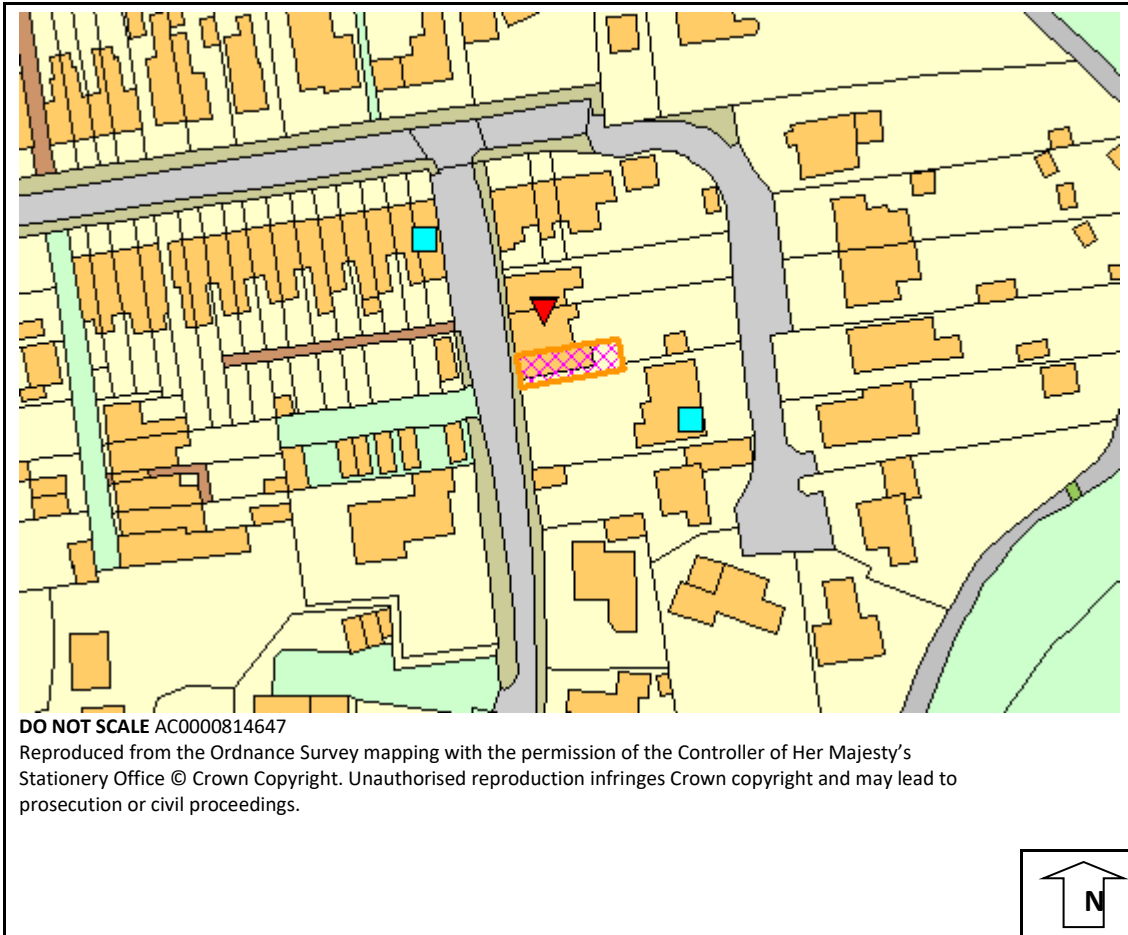 DO NOT SCALE AC0000814647
Reproduced from the Ordnance Survey mapping with the permission of the Controller of Her Majesty’s
Stationery Office © Crown Copyright. Unauthorised reproduction infringes Crown copyright and may lead to
prosecution or civil proceedings.
N